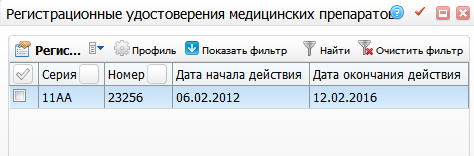 Регистрационные удостоверения медицинских препаратов
Регис... Профиль Показать фильтр Найти Очистить фильтр
Серия Номер Дата начала действия Дата окончания действия
11АА 23256 06.02.2012 12.02.2016